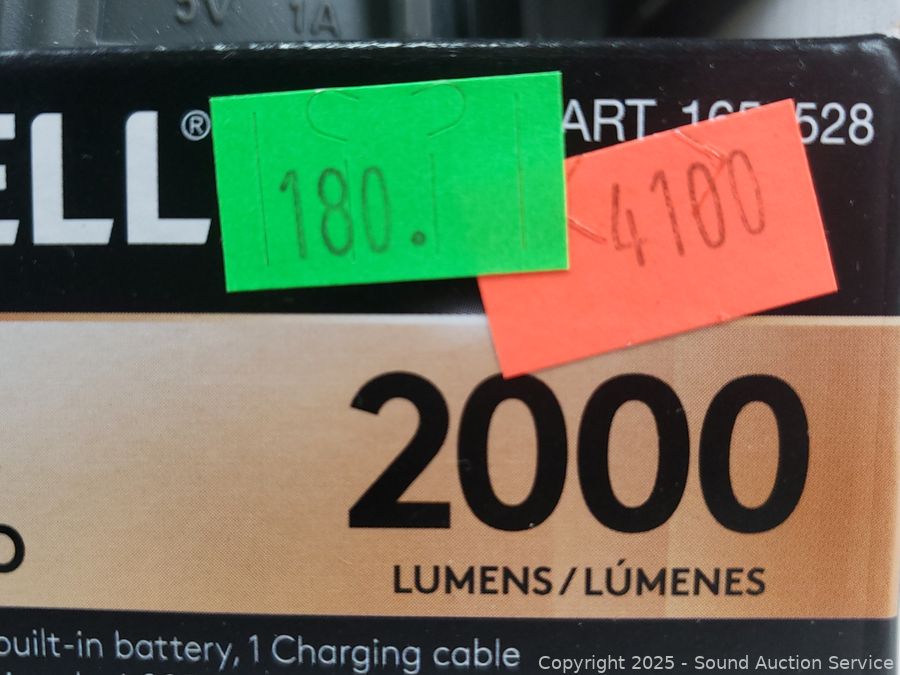 5V 1A
ELL®
ART. 165 528
180.
4100
2000
LUMENS / LÚMENES
built-in battery, 1 Charging cable
Copyright 2025 - Sound Auction Service